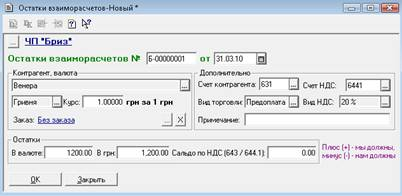 Остатки взаиморасчетов-Новый *
... ЧП "Бриз"
Остатки взаиморасчетов № Б-00000001 от 31.03.10
Контрагент, валюта
Венера ...
Гривня ... Курс: 1.00000 грн за 1 грн
Заказ: Без заказа ... X
Дополнительно
Счет контрагента: 631 ... Счет НДС: 6441 ...
Вид торговли: Предоплата ... Вид НДС: 20 % ...
Примечание:
Остатки
В валюте: 1200.00 В грн: 1,200.00 Сальдо по НДС (643 / 644.1): 0.00
Плюс (+) - мы должны,
минус (-) - нам должны
OK Закрыть